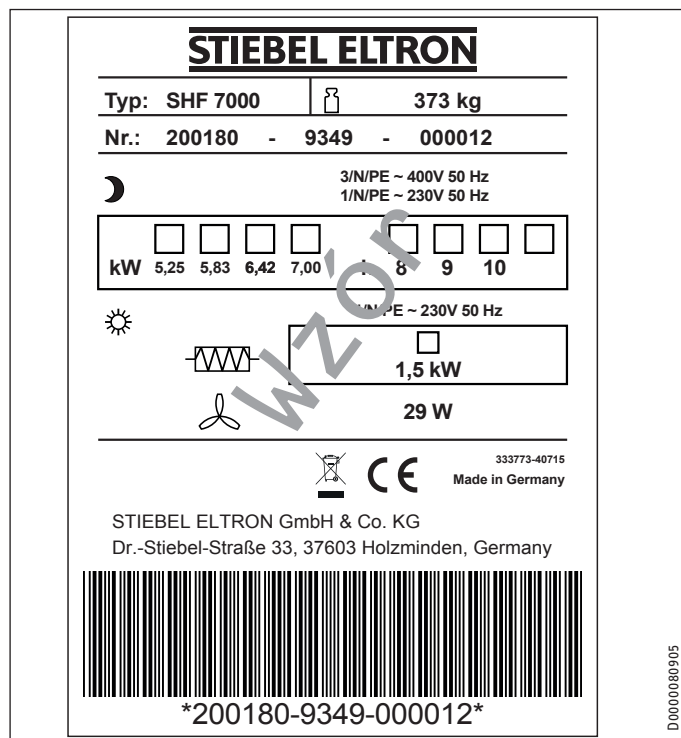 STIEBEL ELTRON
Typ: SHF 7000 373 kg
Nr.: 200180 - 9349 - 000012
3/N/PE ~ 400V 50 Hz
1/N/PE ~ 230V 50 Hz
kW 5,25 5,83 6,42 7,00 8 9 10
/N/PE ~ 230V 50 Hz
1,5 kW
29 W
Wzór
333773-40715
Made in Germany
CE
STIEBEL ELTRON GmbH & Co. KG
Dr.-Stiebel-Straße 33, 37603 Holzminden, Germany
*200180-9349-000012*
D0000080905